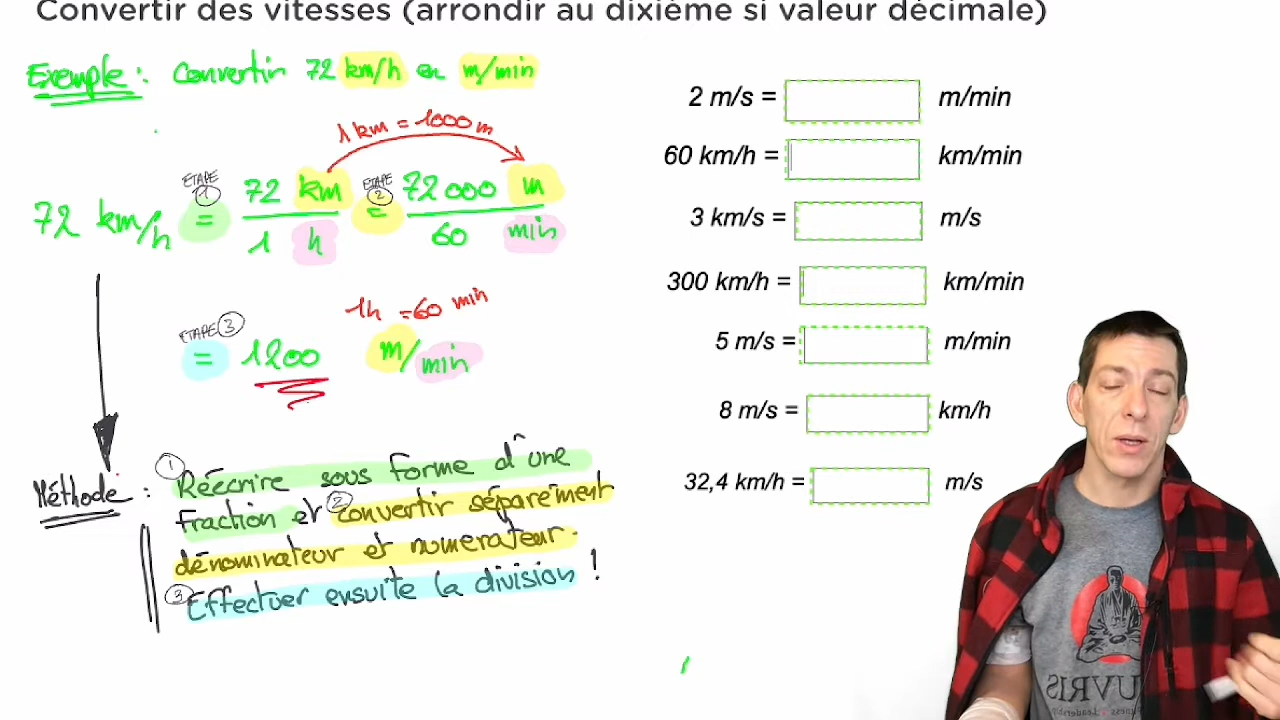 Convertir des vitesses (arrondir au dixième si valeur décimale)
Exemple : Convertir 72 km/h en m/min
1 km = 1000 m
72 km/h = 72 km / 1 h = 72 000 m / 60 min
ETAPE 1
ETAPE 2
1h = 60 min
ETAPE 3
= 1200 m/min
Méthode : 1 Réécrire sous forme d'une
fraction et 2 convertir séparément
dénominateur et numerateur.
3 Effectuer ensuite la division !
2 m/s = m/min
60 km/h = km/min
3 km/s = m/s
300 km/h = km/min
5 m/s = m/min
8 m/s = km/h
32,4 km/h = m/s